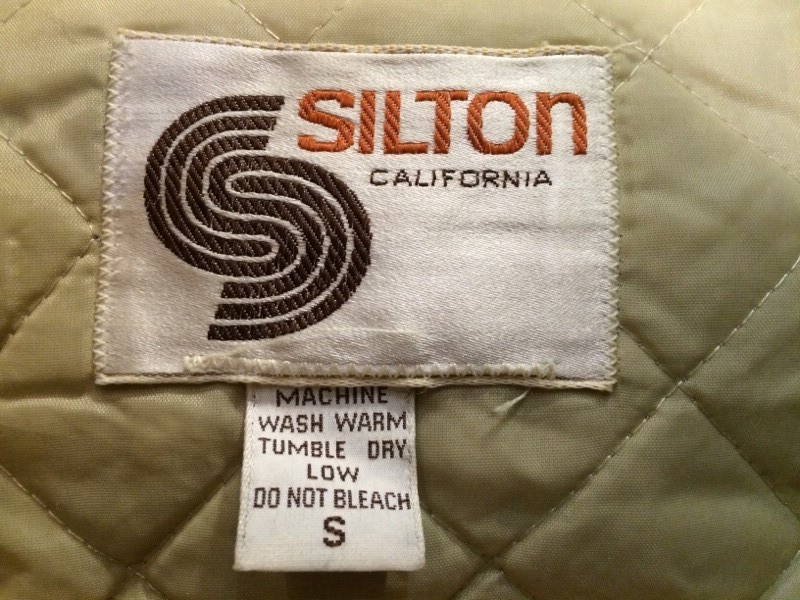 SILTON
CALIFORNIA
MACHINE
WASH WARM
TUMBLE DRY
LOW
DO NOT BLEACH
S